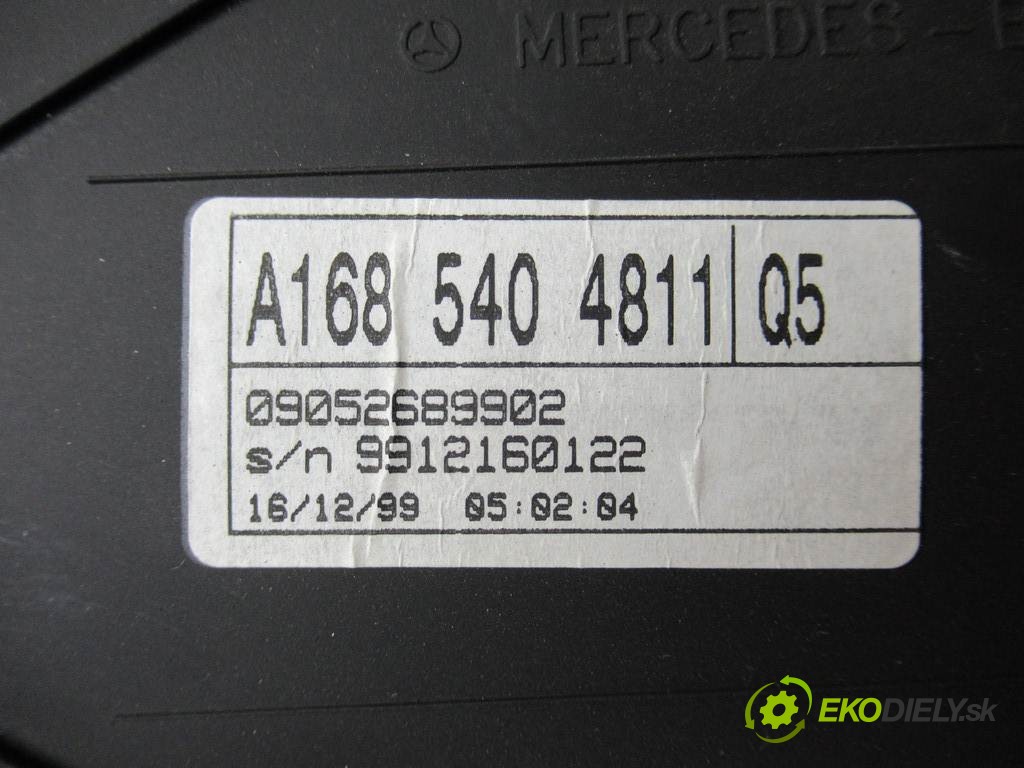 MERCEDES-
A168 540 4811 Q5
09052689902
s/n 9912160122
16/12/99 05:02:04
EKODIELY.sk